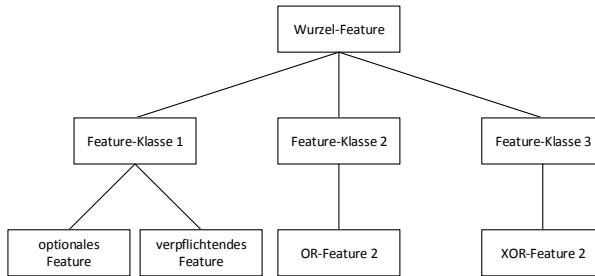 Wurzel-Feature
Feature-Klasse 1
Feature-Klasse 2
Feature-Klasse 3
optionales
Feature
verpflichtendes
Feature
OR-Feature 2
XOR-Feature 2